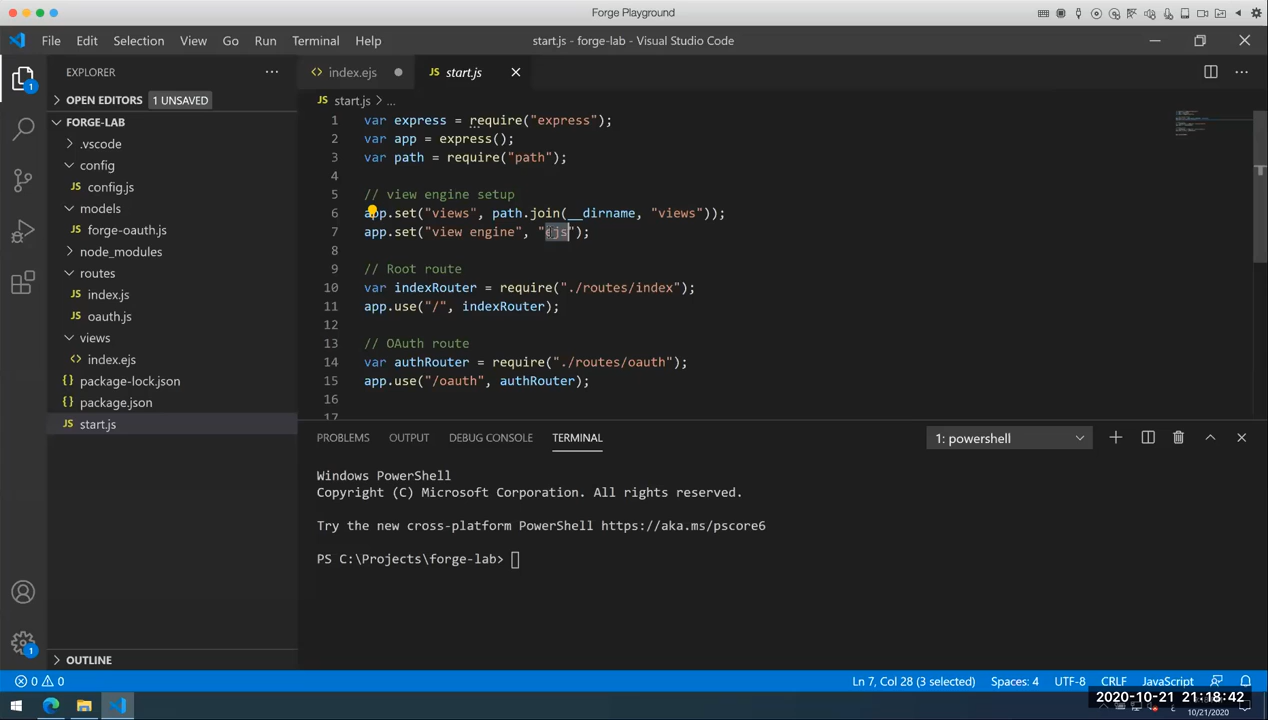 Forge Playground
File Edit Selection View Go Run Terminal Help
start.js - forge-lab - Visual Studio Code
EXPLORER
OPEN EDITORS 1 UNSAVED
FORGE-LAB
.vscode
config
JS config.js
models
JS forge-oauth.js
node_modules
routes
JS index.js
JS oauth.js
views
<> index.ejs
{} package-lock.json
{} package.json
JS start.js
OUTLINE
<> index.ejs
JS start.js
JS start.js > ...
1 var express = require("express");
2 var app = express();
3 var path = require("path");
4
5 // view engine setup
6 app.set("views", path.join(__dirname, "views"));
7 app.set("view engine", "ejs");
8
9 // Root route
10 var indexRouter = require("./routes/index");
11 app.use("/", indexRouter);
12
13 // OAuth route
14 var authRouter = require("./routes/oauth");
15 app.use("/oauth", authRouter);
16
17
PROBLEMS OUTPUT DEBUG CONSOLE TERMINAL
1: powershell
Windows PowerShell
Copyright (C) Microsoft Corporation. All rights reserved.
Try the new cross-platform PowerShell https://aka.ms/pscore6
PS C:\Projects\forge-lab>
1
1
0 0
Ln 7, Col 28 (3 selected) Spaces: 4 UTF-8 CRLF JavaScript
2020-10-21 21:18:42
10/21/2020